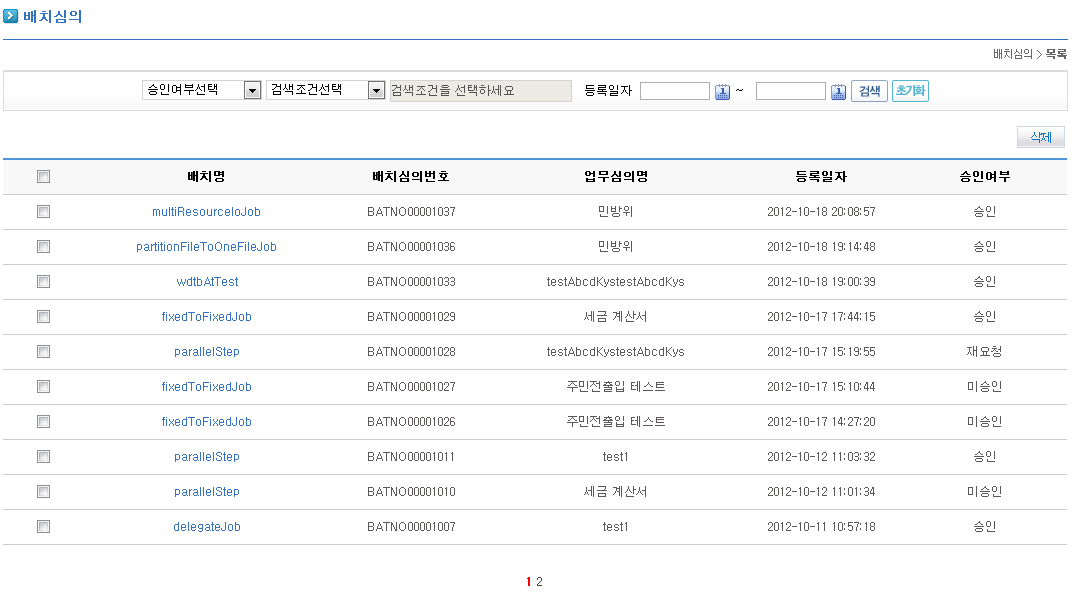 배치심의
배치심의 > 목록
승인여부선택 검색조건선택 검색조건을 선택하세요 등록일자 ~ 검색 초기화
삭제
배치명 배치심의번호 업무심의명 등록일자 승인여부
multiResourceIoJob BATNO00001037 민방위 2012-10-18 20:08:57 승인
partitionFileToOneFileJob BATNO00001036 민방위 2012-10-18 19:14:48 승인
wdtbAtTest BATNO00001033 testAbcdKystestAbcdKys 2012-10-18 19:00:39 승인
fixedToFixedJob BATNO00001029 세금 계산서 2012-10-17 17:44:15 승인
parallelStep BATNO00001028 testAbcdKystestAbcdKys 2012-10-17 15:19:55 재요청
fixedToFixedJob BATNO00001027 주민전출입 테스트 2012-10-17 15:10:44 미승인
fixedToFixedJob BATNO00001026 주민전출입 테스트 2012-10-17 14:27:20 미승인
parallelStep BATNO00001011 test1 2012-10-12 11:03:32 승인
parallelStep BATNO00001010 세금 계산서 2012-10-12 11:01:34 미승인
delegateJob BATNO00001007 test1 2012-10-11 10:57:18 승인
1 2